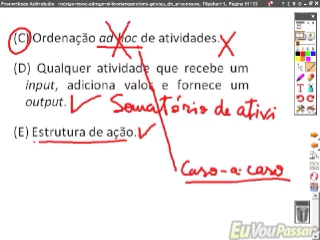 (C) Ordenação ad hoc de atividades.
(D) Qualquer atividade que recebe um
input, adiciona valor e fornece um
output.
Somatório de ativi
(E) Estrutura de ação.
Caso-a-caso
EuVouPassar